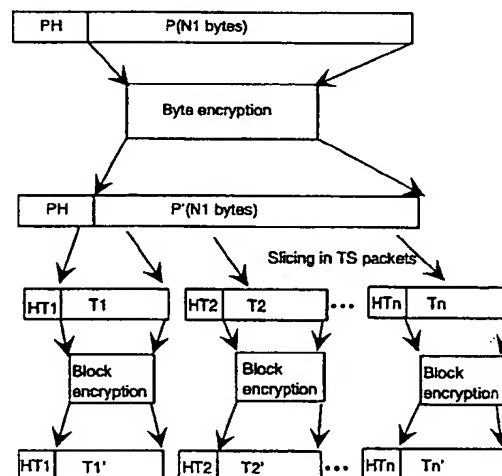 PH P(N1 bytes)
Byte encryption
PH P'(N1 bytes)
Slicing in TS packets
HT1 T1 HT2 T2 ... HTn Tn
Block encryption Block encryption Block encryption
HT1 T1' HT2 T2' ... HTn Tn'